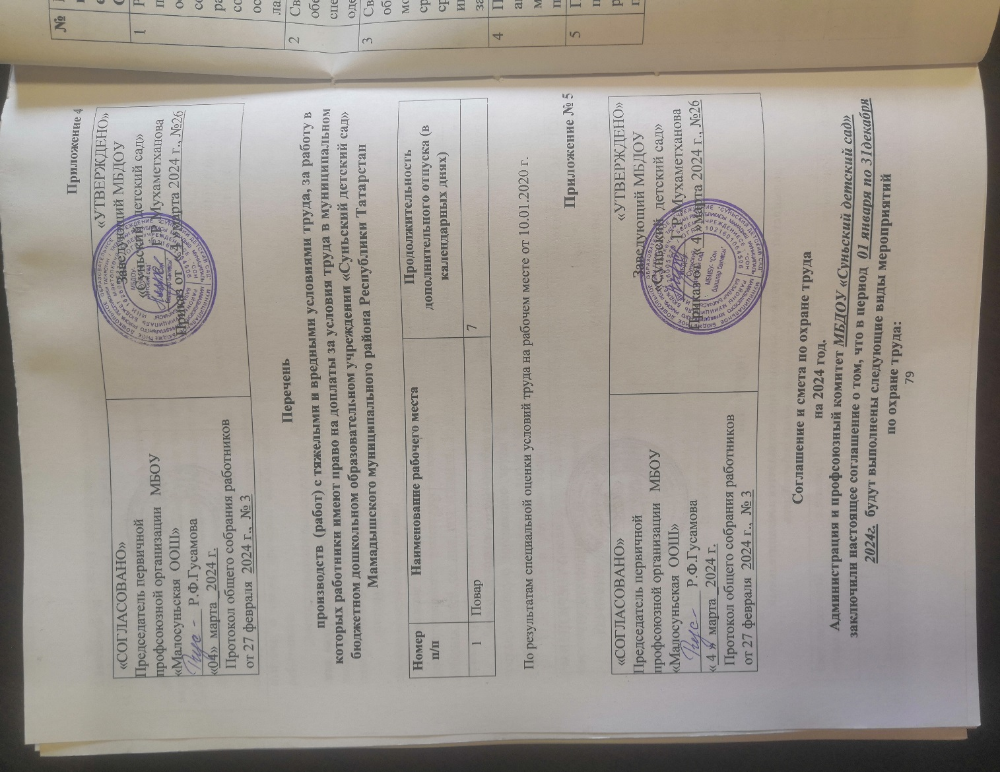 Приложение 4
«СОГЛАСОВАНО»
Председатель первичной
профсоюзной организации МБОУ
«Малосуньская ООШ»
Р.Ф.Гусамова
«04» марта 2024 г.
Протокол общего собрания работников
от 27 февраля 2024 г., № 3
«УТВЕРЖДЕНО»
Заведующий МБДОУ
«Суньский детский сад»
Г.Р. Мухаметханова
Приказ от « 4 » марта 2024 г., №26
Перечень
производств (работ) с тяжелыми и вредными условиями труда, за работу в
которых работники имеют право на доплаты за условия труда в муниципальном
бюджетном дошкольном образовательном учреждении «Суньский детский сад»
Мамадышского муниципального района Республики Татарстан
Номер
п/п
Наименование рабочего места
Продолжительность
дополнительного отпуска (в
календарных днях)
1 Повар 7
По результатам специальной оценки условий труда на рабочем месте от 10.01.2020 г.
Приложение № 5
«СОГЛАСОВАНО»
Председатель первичной
профсоюзной организации МБОУ
«Малосуньская ООШ»
Р.Ф.Гусамова
« 4 » марта 2024 г.
Протокол общего собрания работников
от 27 февраля 2024 г., № 3
«УТВЕРЖДЕНО»
Заведующий МБДОУ
«Суньский детский сад»
Г.Р. Мухаметханова
Приказ от « 4 » марта 2024 г., №26
Соглашение и смета по охране труда
на 2024 год.
Администрация и профсоюзный комитет МБДОУ «Суньский детский сад»
заключили настоящее соглашение о том, что в период 01 января по 31декабря
2024г. будут выполнены следующие виды мероприятий
по охране труда:
79
№
1
2
3
4
5